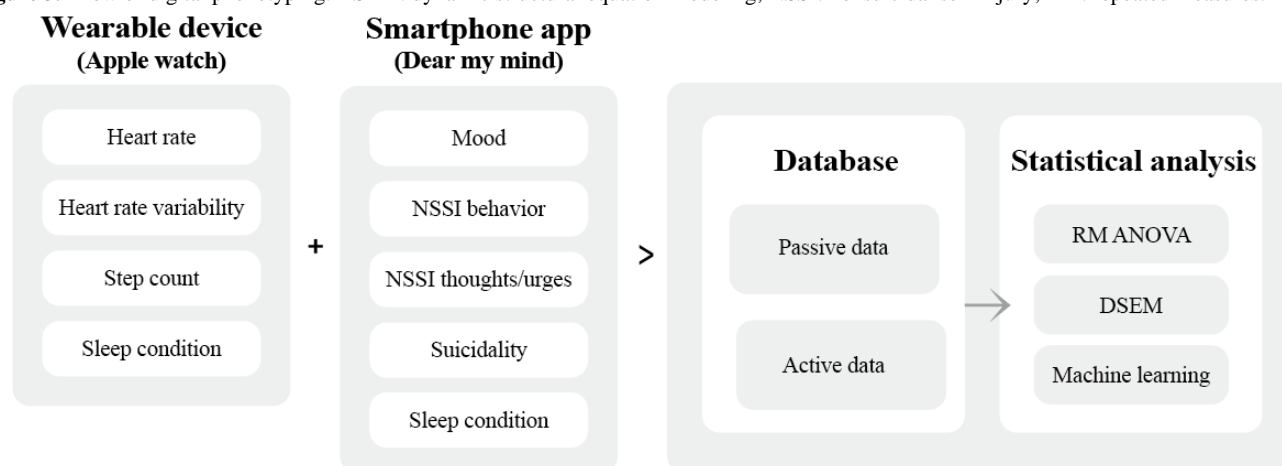 Wearable device
(Apple watch)
Heart rate
Heart rate variability
Step count
Sleep condition
+
Smartphone app
(Dear my mind)
Mood
NSSI behavior
NSSI thoughts/urges
Suicidality
Sleep condition
>
Database
Passive data
Active data
Statistical analysis
RM ANOVA
DSEM
Machine learning